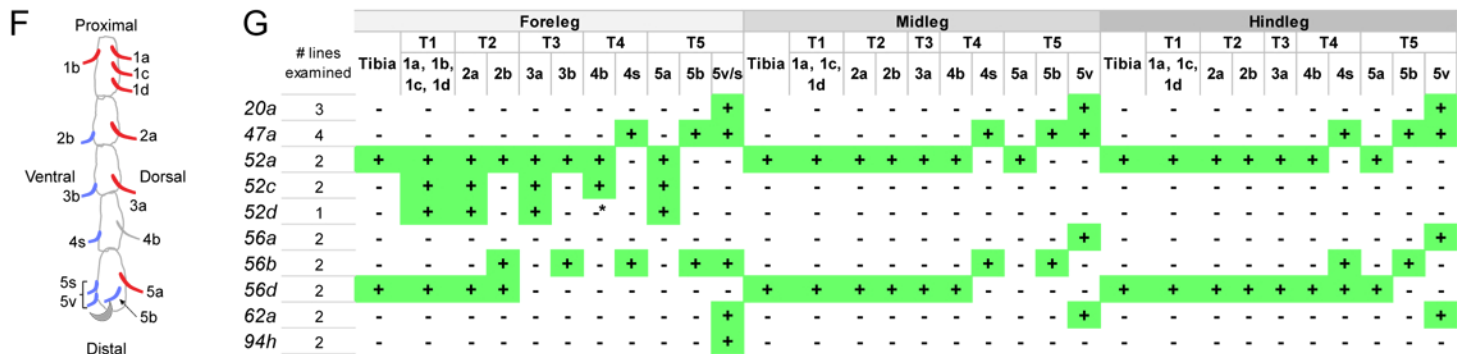 F
Proximal
1b
1a
1c
1d
2b
2a
Ventral
Dorsal
3b
3a
4s
4b
5s
5v
5a
5b
Distal
G
Foreleg Midleg Hindleg
# lines examined
T1 T2 T3 T4 T5 T1 T2 T3 T4 T5 T1 T2 T3 T4 T5
Tibia 1a, 1b, 1c, 1d 2a 2b 3a 3b 4b 4s 5a 5b 5v/s Tibia 1a, 1c, 1d 2a 2b 3a 4b 4s 5a 5b 5v Tibia 1a, 1c, 1d 2a 2b 3a 4b 4s 5a 5b 5v
20a 3 - - - - - - - - - - + - - - - - - - - - + - - - - - - - - - +
47a 4 - - - - - - - + - + + - - - - - - + - + + - - - - - - + - + +
52a 2 + + + + + + + - + - - + + + + + + - + - - + + + + + + - + - -
52c 2 - + + - + - + - + - - - - - - - - - - - - - - - - - - - - - -
52d 1 - + + - + - -* - + - - - - - - - - - - - - - - - - - - - - - -
56a 2 - - - - - - - - - - - - - - - - - - - - + - - - - - - - - - +
56b 2 - - - + - + - + - + + - - - - - - + - + - - - - - - - + - + -
56d 2 + + + + - - - - - - - + + + + + + - - - - + + + + + + + + - -
62a 2 - - - - - - - - - - + - - - - - - - - - + - - - - - - - - - +
94h 2 - - - - - - - - - - + - - - - - - - - - - - - - - - - - - - -